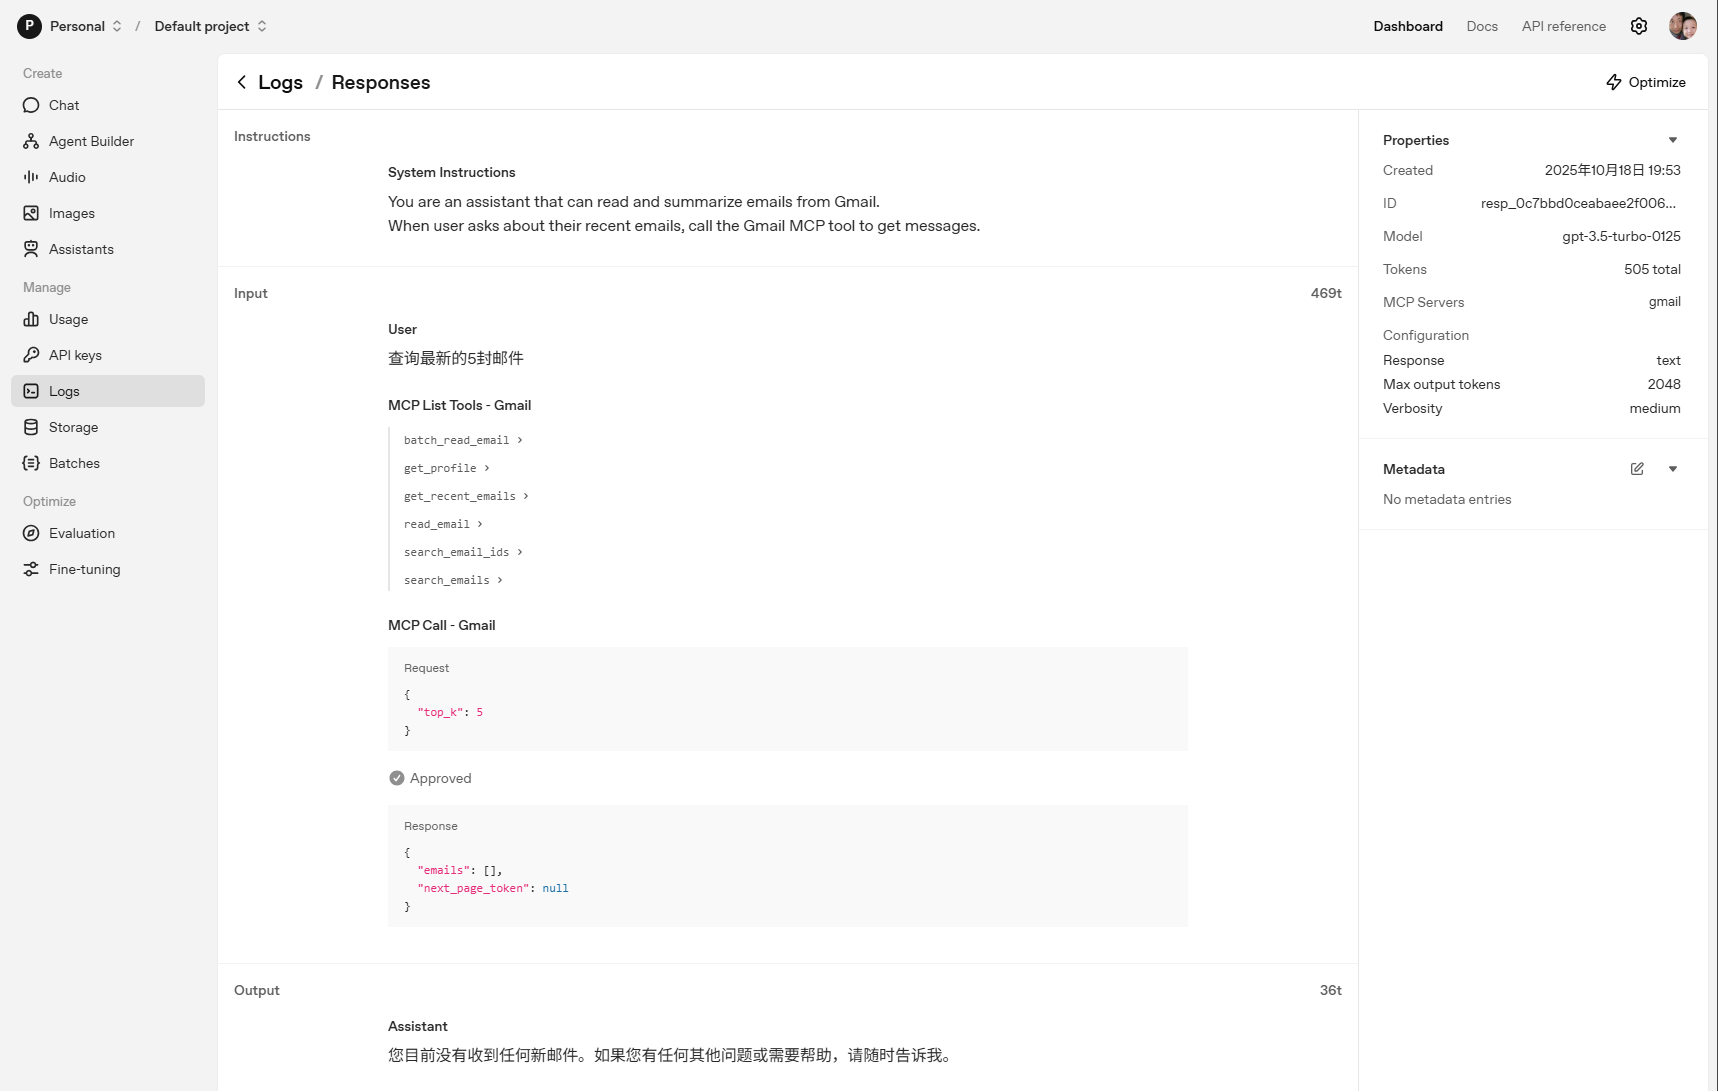 P Personal / Default project
Dashboard Docs API reference
Create
Chat
Agent Builder
Audio
Images
Assistants
Manage
Usage
API keys
Logs
Storage
Batches
Optimize
Evaluation
Fine-tuning
Logs / Responses
Optimize
Instructions
System Instructions
You are an assistant that can read and summarize emails from Gmail.
When user asks about their recent emails, call the Gmail MCP tool to get messages.
Input 469t
User
查询最新的5封邮件
MCP List Tools - Gmail
batch_read_email
get_profile
get_recent_emails
read_email
search_email_ids
search_emails
MCP Call - Gmail
Request
{
"top_k": 5
}
Approved
Response
{
"emails": [],
"next_page_token": null
}
Output 36t
Assistant
您目前没有收到任何新邮件。如果您有任何其他问题或需要帮助，请随时告诉我。
Properties
Created 2025年10月18日 19:53
ID resp_0c7bbd0ceabaee2f006...
Model gpt-3.5-turbo-0125
Tokens 505 total
MCP Servers gmail
Configuration
Response text
Max output tokens 2048
Verbosity medium
Metadata
No metadata entries